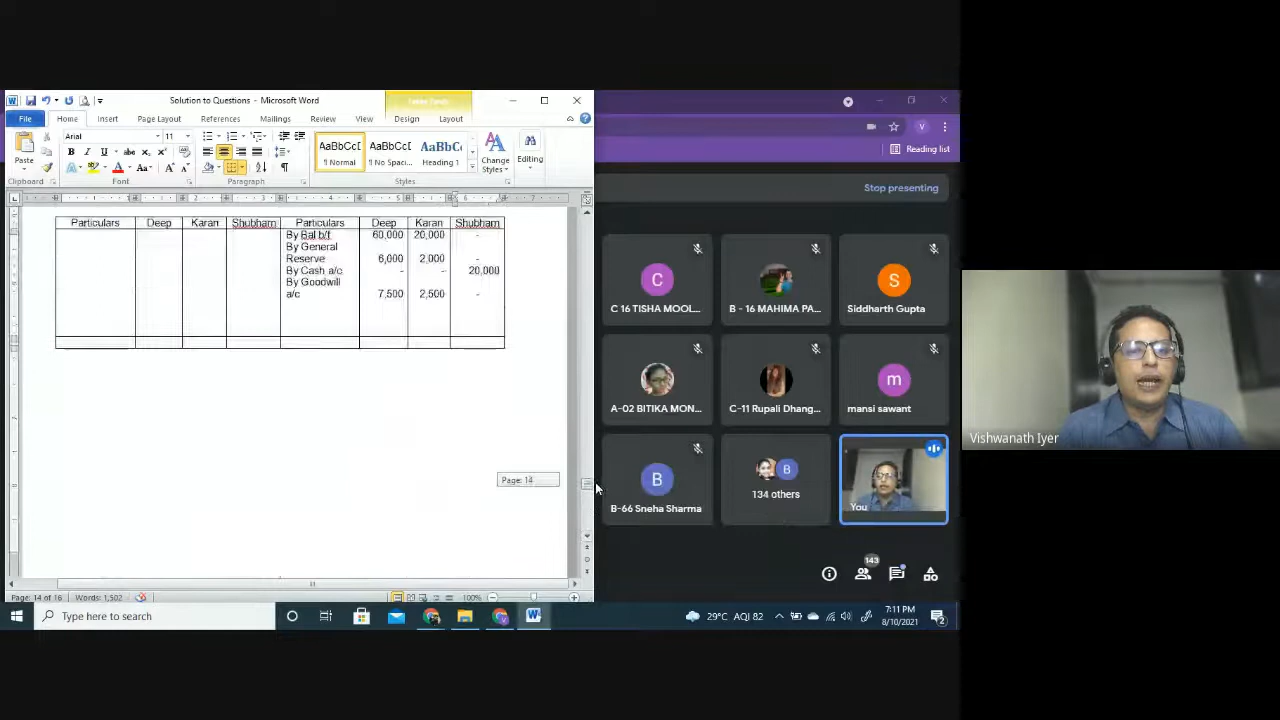 Solution to Questions - Microsoft Word
File Home Insert Page Layout References Mailings Review View Design Layout
Paste
Arial 11
AaBbCcI AaBbCcI AaBbC
¶ Normal ¶ No Spaci... Heading 1
Change Styles
Editing
Clipboard Font Paragraph Styles
Reading list
Stop presenting
Particulars Deep Karan Shubham Particulars Deep Karan Shubham
By Bal b/f 60,000 20,000 -
By General
Reserve 6,000 2,000 -
By Cash a/c - - 20,000
By Goodwill
a/c 7,500 2,500 -
Page: 14
C
C 16 TISHA MOOL...
B - 16 MAHIMA PA...
S
Siddharth Gupta
A-02 BITIKA MON...
C-11 Rupali Dhang...
m
mansi sawant
B
B-66 Sneha Sharma
B
134 others
You
143
Vishwanath Iyer
Page: 14 of 16 Words: 1,502 100%
Type here to search
29°C AQI 82
7:11 PM
8/10/2021
2